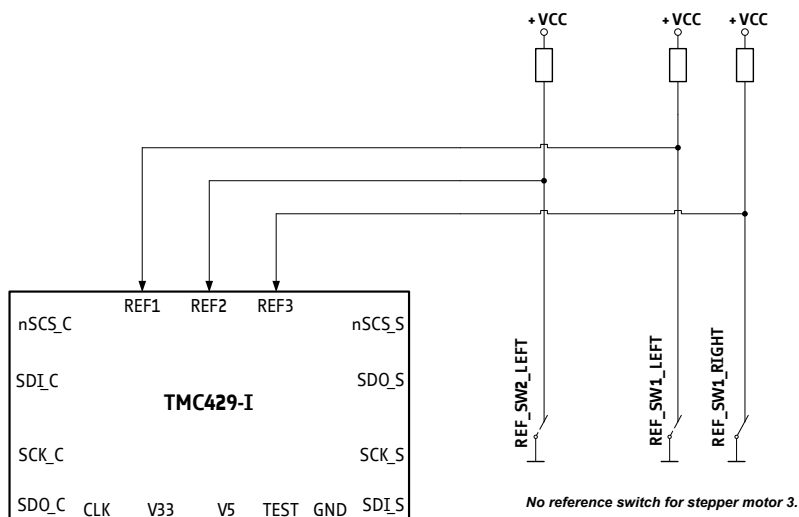 +VCC
+VCC
+VCC
REF1 REF2 REF3
nSCS_C
nSCS_S
SDI_C
SDO_S
TMC429-I
SCK_C
SCK_S
SDO_C
CLK V33 V5 TEST GND
SDI_S
REF_SW2_LEFT
REF_SW1_LEFT
REF_SW1_RIGHT
No reference switch for stepper motor 3.